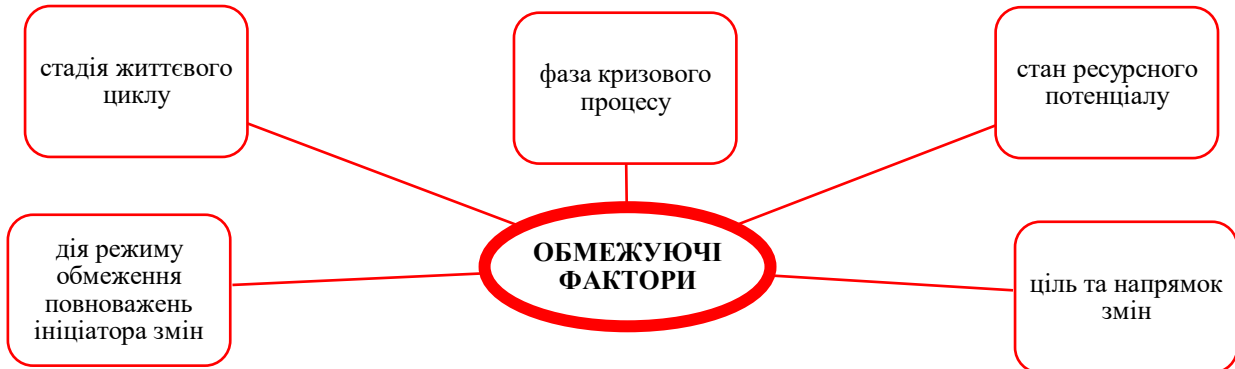 стадія життєвого
циклу
фаза кризового
процесу
стан ресурсного
потенціалу
дія режиму
обмеження
повноважень
ініціатора змін
ОБМЕЖУЮЧІ
ФАКТОРИ
ціль та напрямок
змін